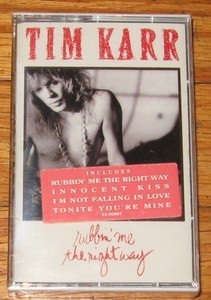 TIM KARR
INCLUDES
RUBBIN' ME THE RIGHT WAY
INNOCENT KISS
I'M NOT FALLING IN LOVE
TONITE YOU'RE MINE
rubbin' me
the right way